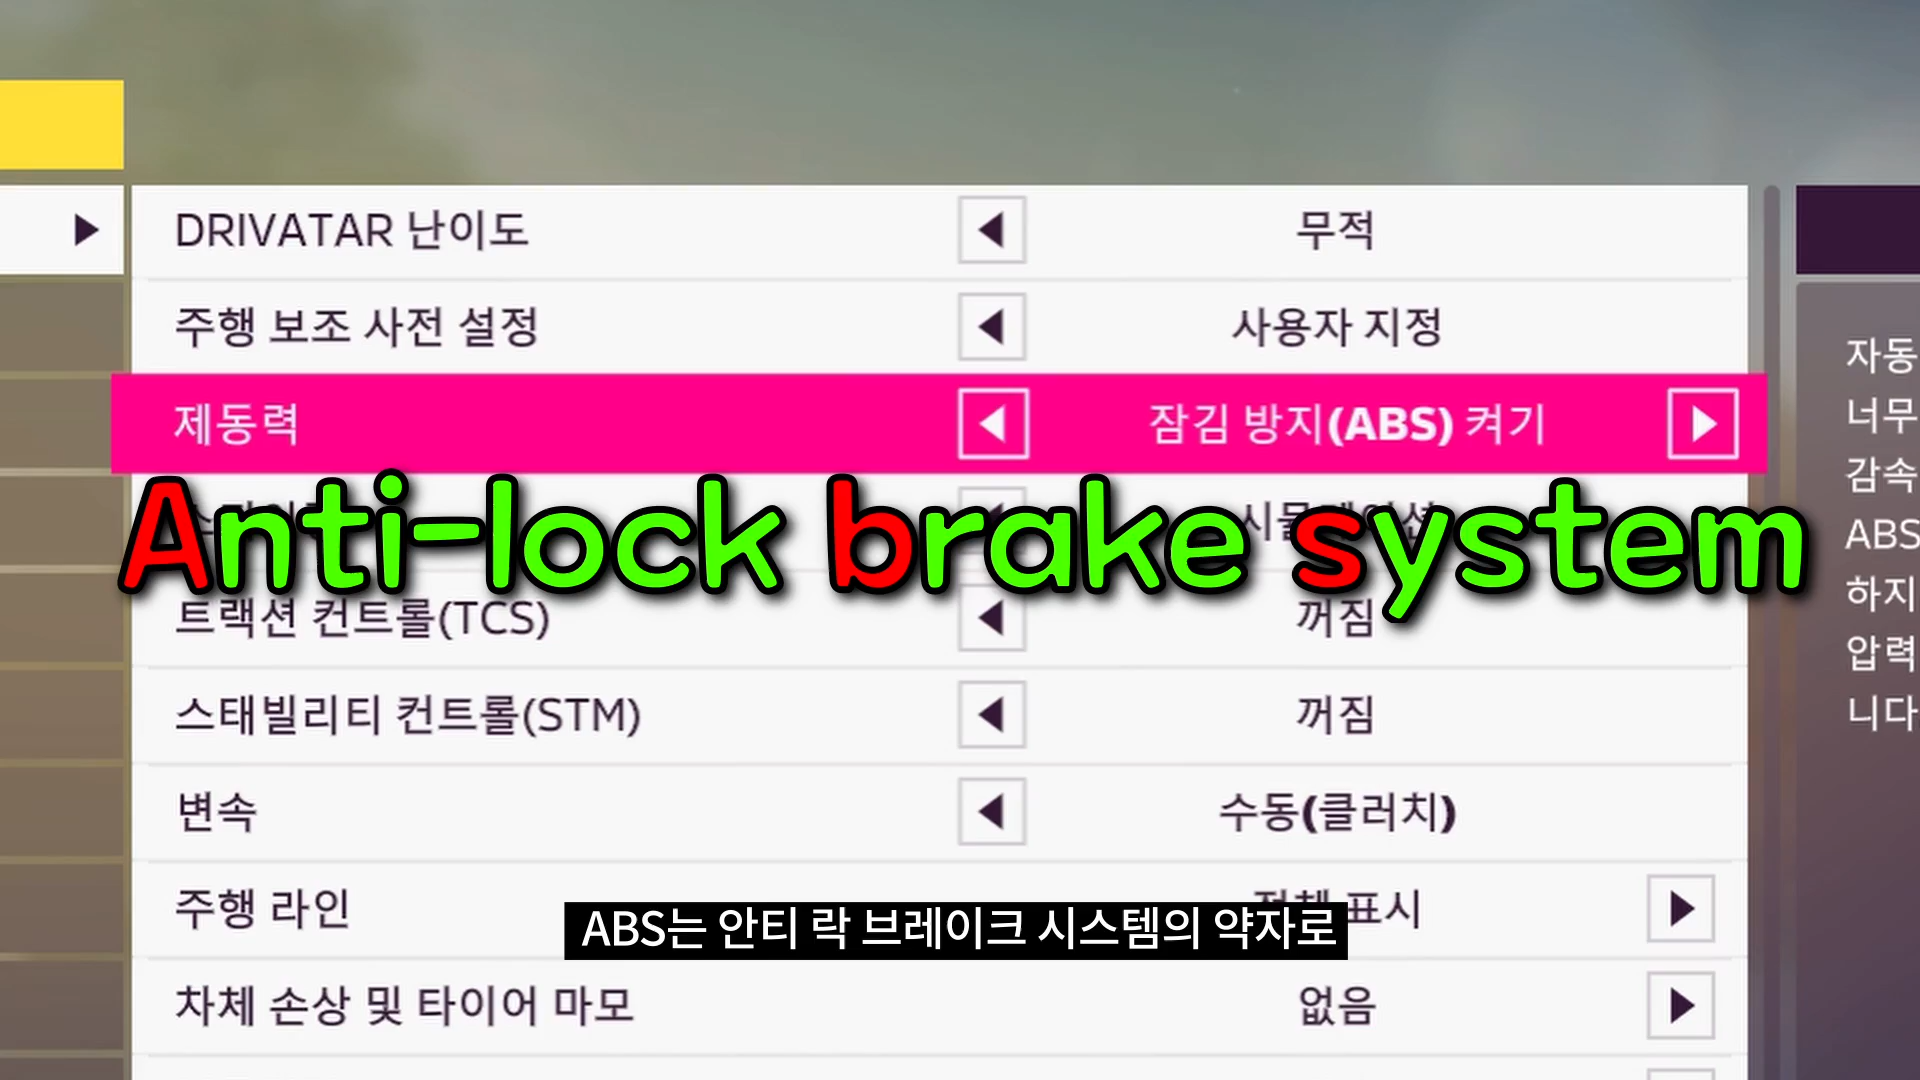 DRIVATAR 난이도 무적
주행 보조 사전 설정 사용자 지정
제동력 잠김 방지(ABS) 켜기
Anti-lock brake system
트랙션 컨트롤(TCS) 꺼짐
스태빌리티 컨트롤(STM) 꺼짐
변속 수동(클러치)
주행 라인 전체 표시
ABS는 안티 락 브레이크 시스템의 약자로
차체 손상 및 타이어 마모 없음
자동
너무
감속
ABS
하지
압력
니다